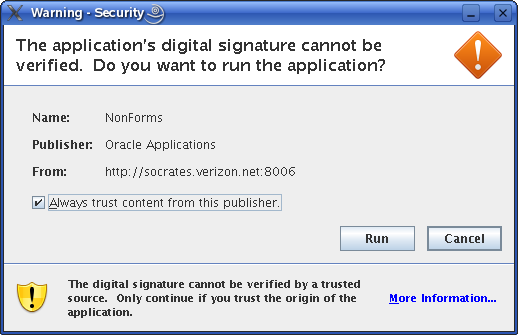 Warning - Security
The application's digital signature cannot be
verified.  Do you want to run the application?
Name: NonForms
Publisher: Oracle Applications
From: http://socrates.verizon.net:8006
Always trust content from this publisher.
Run Cancel
The digital signature cannot be verified by a trusted
source.  Only continue if you trust the origin of the
application.
More Information...